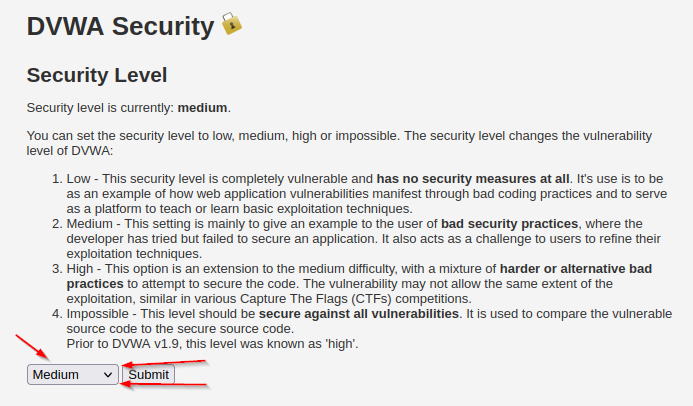 DVWA Security
Security Level
Security level is currently: medium.
You can set the security level to low, medium, high or impossible. The security level changes the vulnerability
level of DVWA:
1. Low - This security level is completely vulnerable and has no security measures at all. It's use is to be
as an example of how web application vulnerabilities manifest through bad coding practices and to serve
as a platform to teach or learn basic exploitation techniques.
2. Medium - This setting is mainly to give an example to the user of bad security practices, where the
developer has tried but failed to secure an application. It also acts as a challenge to users to refine their
exploitation techniques.
3. High - This option is an extension to the medium difficulty, with a mixture of harder or alternative bad
practices to attempt to secure the code. The vulnerability may not allow the same extent of the
exploitation, similar in various Capture The Flags (CTFs) competitions.
4. Impossible - This level should be secure against all vulnerabilities. It is used to compare the vulnerable
source code to the secure source code.
Prior to DVWA v1.9, this level was known as 'high'.
Medium Submit